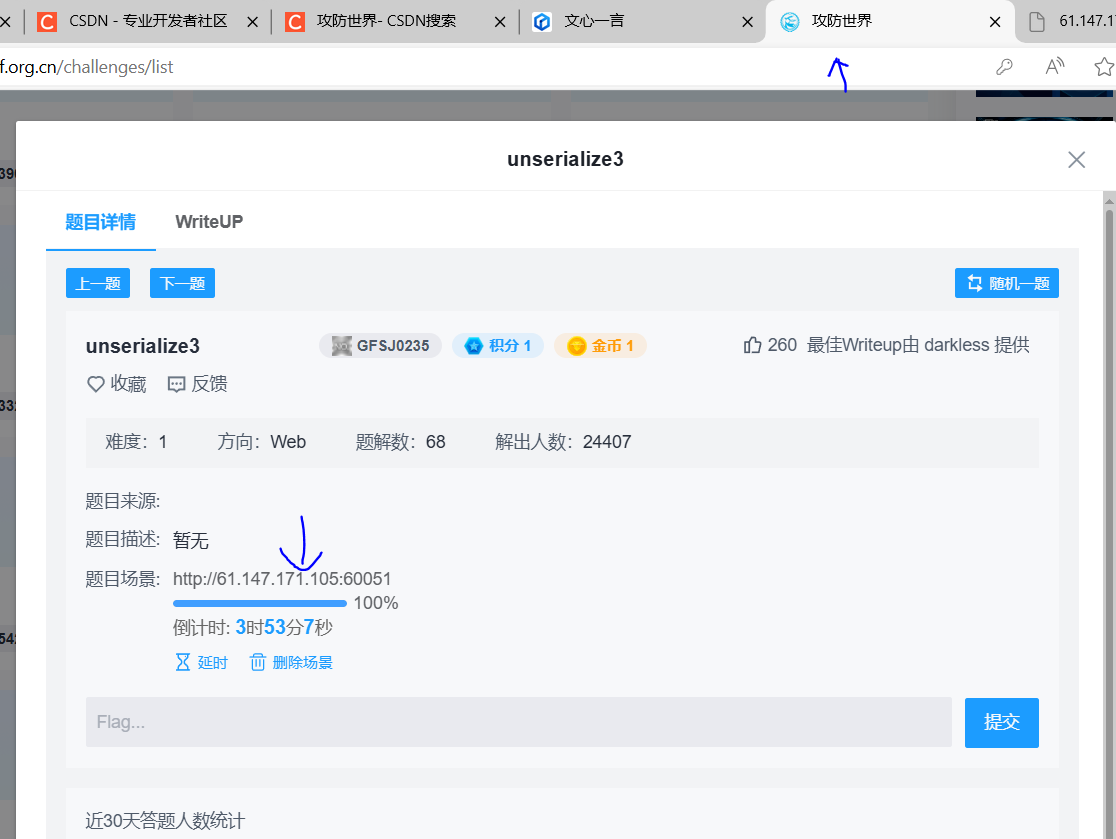 CSDN - 专业开发者社区
攻防世界- CSDN搜索
文心一言
攻防世界
61.147.1
f.org.cn/challenges/list
unserialize3
题目详情 WriteUP
上一题 下一题 随机一题
unserialize3 GFSJ0235 积分 1 金币 1 260 最佳Writeup由 darkless 提供
收藏 反馈
难度: 1 方向: Web 题解数: 68 解出人数: 24407
题目来源:
题目描述: 暂无
题目场景: http://61.147.171.105:60051
100%
倒计时: 3时53分7秒
延时 删除场景
Flag... 提交
近30天答题人数统计